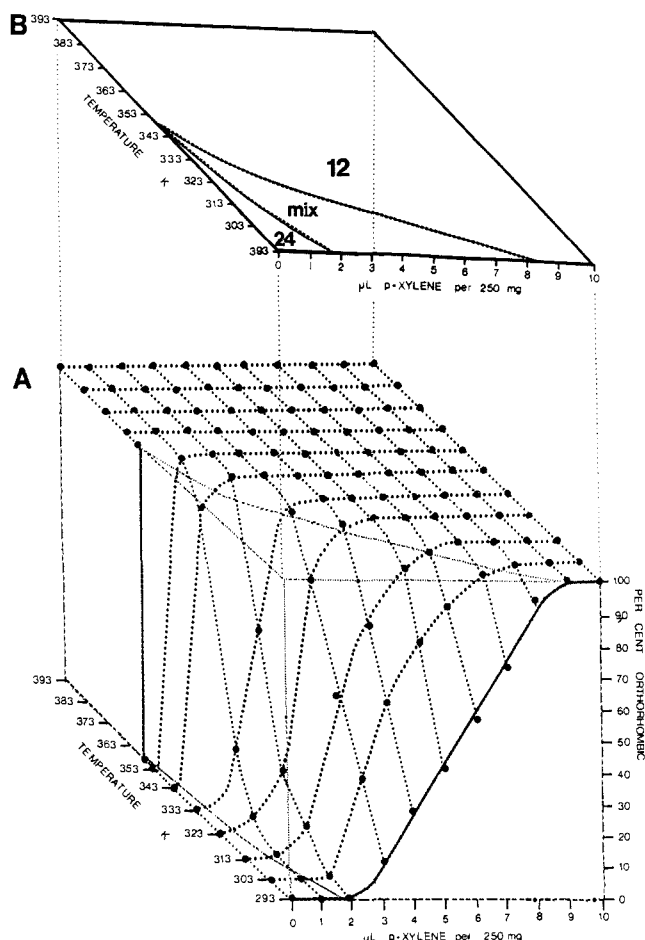 B
393
383
373
363
353
343
333
323
313
303
393
TEMPERATURE
K
12
mix
24
0 1 2 3 4 5 6 7 8 9 10
µL p-XYLENE per 250 mg
A
100
90
80
70
60
50
40
30
20
10
0
PER CENT ORTHORHOMBIC
393
383
373
363
353
343
333
323
313
303
293
TEMPERATURE
K
0 1 2 3 4 5 6 7 8 9 10
µL p-XYLENE per 250 mg